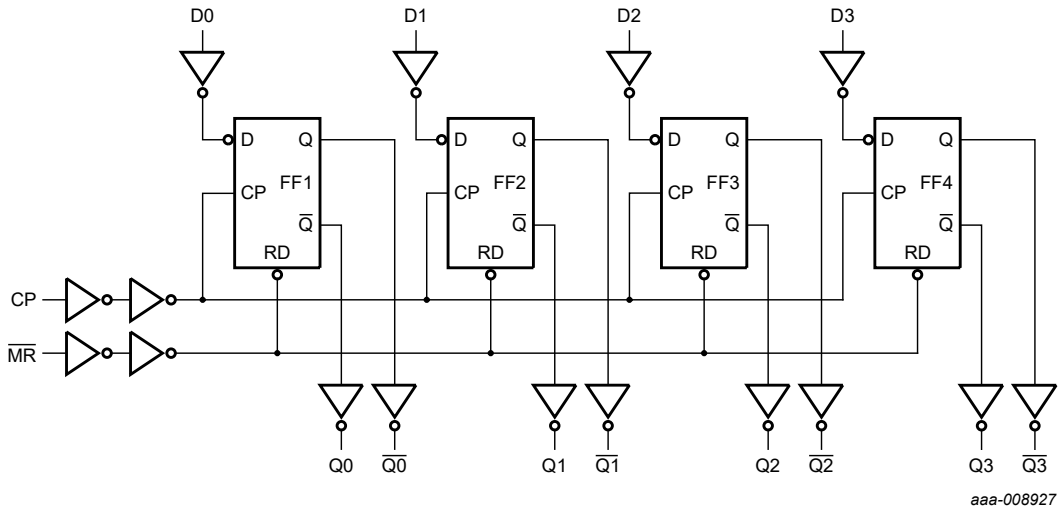 D0 D1 D2 D3
D Q D Q D Q D Q
FF1 FF2 FF3 FF4
CP CP CP CP
Q̅ Q̅ Q̅ Q̅
RD RD RD RD
CP
M̅R̅
Q0 Q̅0̅ Q1 Q̅1̅ Q2 Q̅2̅ Q3 Q̅3̅
aaa-008927